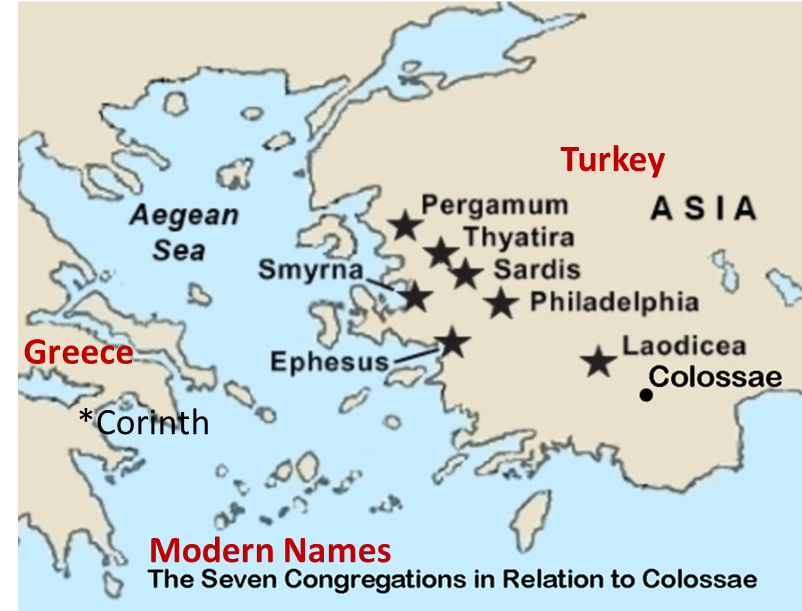 Turkey
Pergamum
ASIA
Aegean
Sea
Thyatira
Smyrna
Sardis
Philadelphia
Greece
Ephesus
Laodicea
Colossae
*Corinth
Modern Names
The Seven Congregations in Relation to Colossae